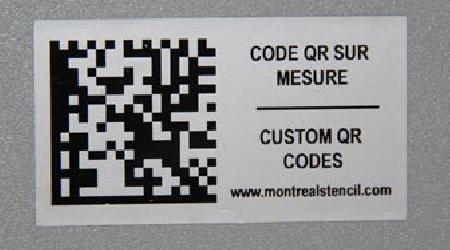 CODE QR SUR
MESURE
CUSTOM QR
CODES
www.montrealstencil.com